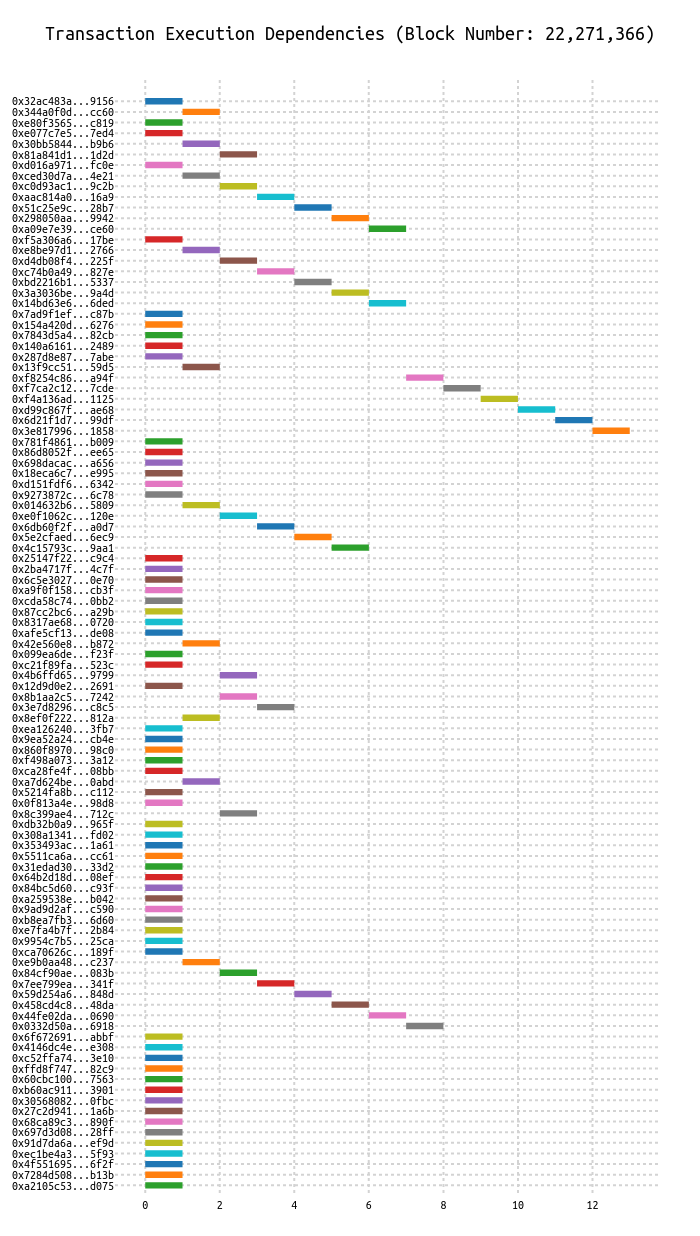 Transaction Execution Dependencies (Block Number: 22,271,366)
0x32ac483a...9156
0x344a0f0d...cc60
0xe80f3565...c819
0xe077c7e5...7ed4
0x30bb5844...b9b6
0x81a841d1...1d2d
0xd016a971...fc0e
0xced30d7a...4e21
0xc0d93ac1...9c2b
0xaac814a0...16a9
0x51c25e9c...28b7
0x298050aa...9942
0xa09e7e39...ce60
0xf5a306a6...17be
0xe8be97d1...2766
0xd4db08f4...225f
0xc74b0a49...827e
0xbd2216b1...5337
0x3a3036be...9a4d
0x14bd63e6...6ded
0x7ad9f1ef...c87b
0x154a420d...6276
0x7843d5a4...82cb
0x140a6161...2489
0x287d8e87...7abe
0x13f9cc51...59d5
0xf8254c86...a94f
0xf7ca2c12...7cde
0xf4a136ad...1125
0xd99c867f...ae68
0x6d21f1d7...99df
0x3e817996...1858
0x781f4861...b009
0x86d8052f...ee65
0x698dacac...a656
0x18eca6c7...e995
0xd151fdf6...6342
0x9273872c...6c78
0x014632b6...5809
0xe0f1062c...120e
0x6db60f2f...a0d7
0x5e2cfaed...6ec9
0x4c15793c...9aa1
0x25147f22...c9c4
0x2ba4717f...4c7f
0x6c5e3027...0e70
0xa9f0f158...cb3f
0xcda58c74...0bb2
0x87cc2bc6...a29b
0x8317ae68...0720
0xafe5cf13...de08
0x42e560e8...b872
0x099ea6de...f23f
0xc21f89fa...523c
0x4b6ffd65...9799
0x12d9d0e2...2691
0x8b1aa2c5...7242
0x3e7d8296...c8c5
0x8ef0f222...812a
0xea126240...3fb7
0x9ea52a24...cb4e
0x860f8970...98c0
0xf498a073...3a12
0xca28fe4f...08bb
0xa7d624be...0abd
0x5214fa8b...c112
0x0f813a4e...98d8
0x8c399ae4...712c
0xdb32b0a9...965f
0x308a1341...fd02
0x353493ac...1a61
0x5511ca6a...cc61
0x31edad30...33d2
0x64b2d18d...08ef
0x84bc5d60...c93f
0xa259538e...b042
0x9ad9d2af...c590
0xb8ea7fb3...6d60
0xe7fa4b7f...2b84
0x9954c7b5...25ca
0xca70626c...189f
0xe9b0aa48...c237
0x84cf90ae...083b
0x7ee799ea...341f
0x59d254a6...848d
0x458cd4c8...48da
0x44fe02da...0690
0x0332d50a...6918
0x6f672691...abbf
0x4146dc4e...e308
0xc52ffa74...3e10
0xffd8f747...82c9
0x60cbc100...7563
0xb60ac911...3901
0x30568082...0fbc
0x27c2d941...1a6b
0x68ca89c3...890f
0x697d3d08...28ff
0x91d7da6a...ef9d
0xec1be4a3...5f93
0x4f551695...6f2f
0x7284d508...b13b
0xa2105c53...d075
0 2 4 6 8 10 12